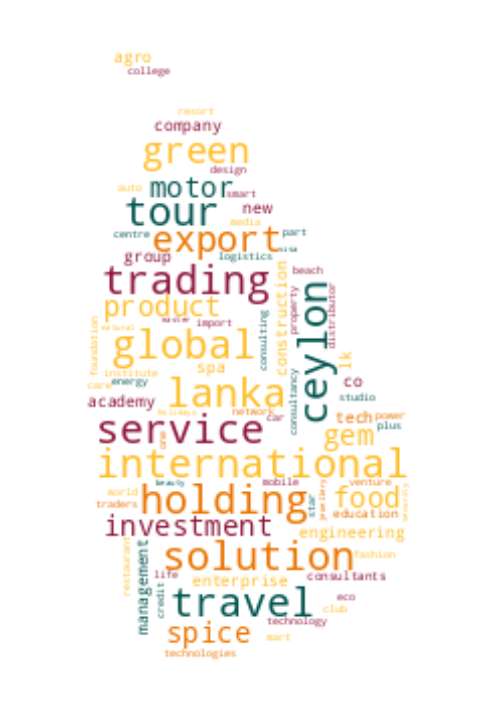 agro
college
resort
company
green
design
auto motor smart
tour new
media
centre export part
wise
group logistics
trading beach
product construction property distributor
master import
natural
foundation global consulting ceylon
spa lk
institute
energy co
care lanka consultancy studio
academy
holidays network car tech power
service one plus
gem
international
beauty mobile venture
world holding star jewellery food
traders education
investment engineering
restaurant management solution fashion
life enterprise consultants
credit travel eco
club
technology
spice mart
technologies